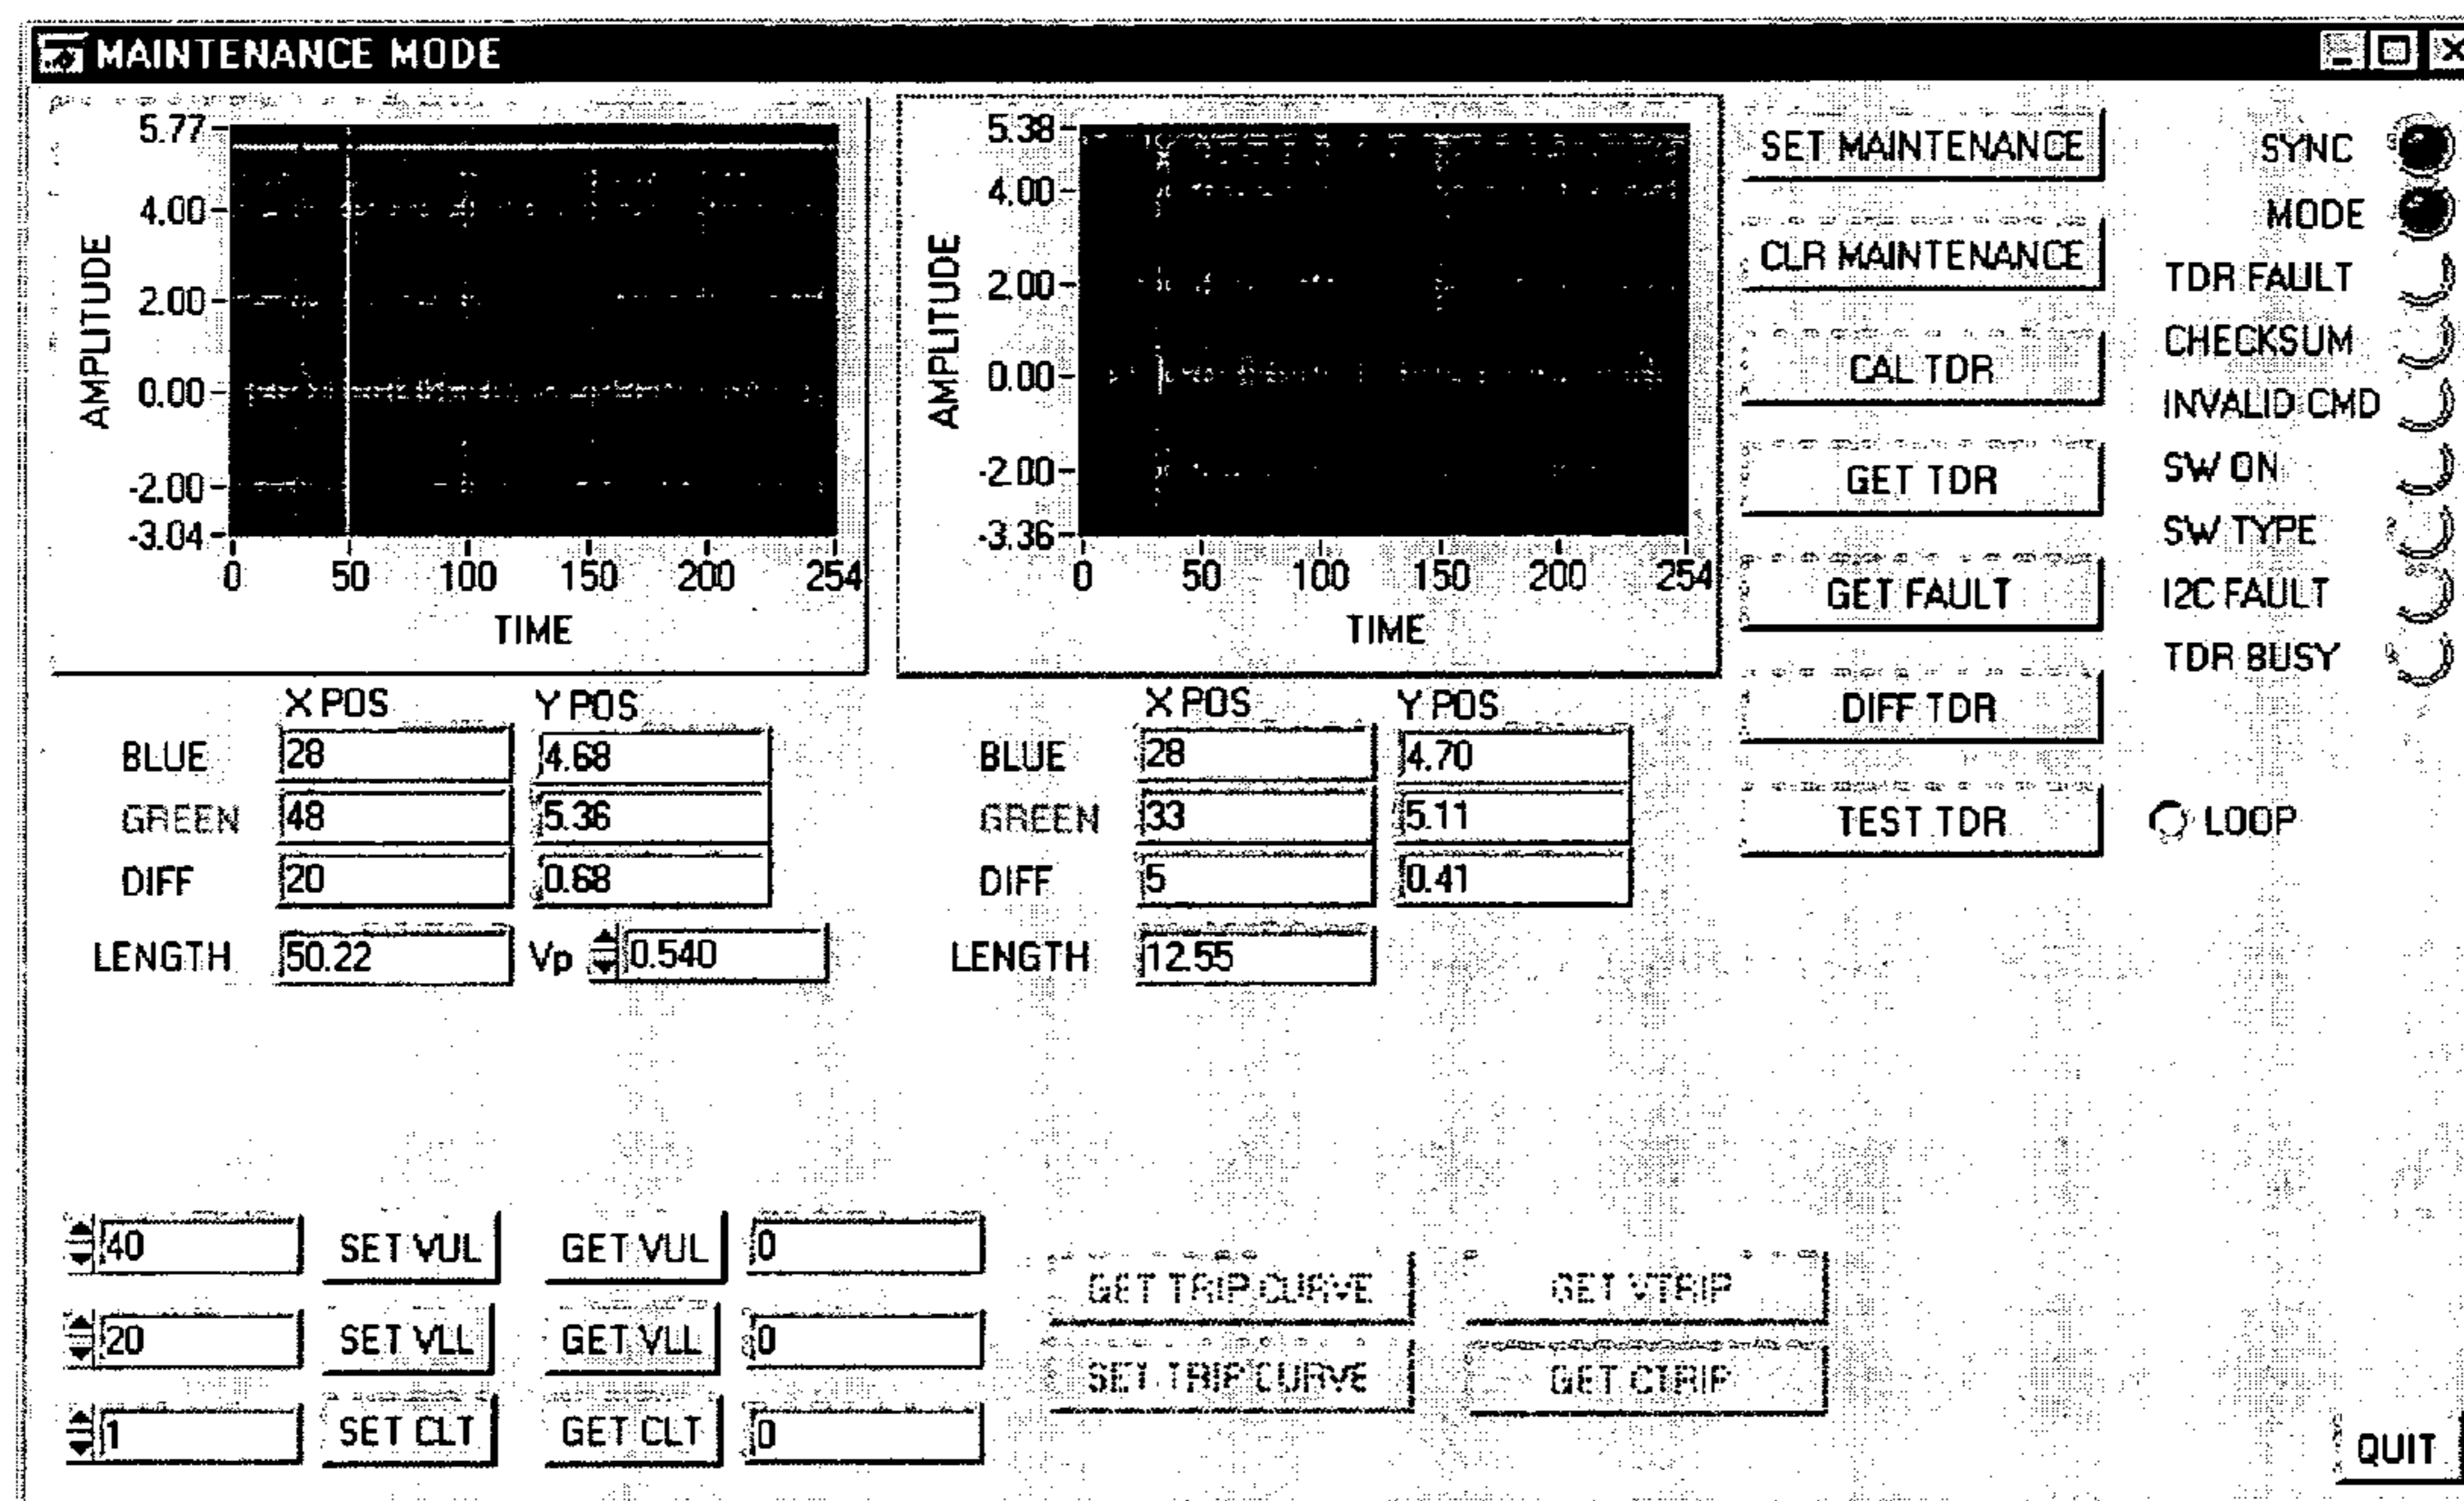 MAINTENANCE MODE
5.77
4.00
2.00
0.00
-2.00
-3.04
AMPLITUDE
0 50 100 150 200 254
TIME
5.38
4.00
2.00
0.00
-2.00
-3.36
AMPLITUDE
0 50 100 150 200 254
TIME
SET MAINTENANCE
CLR MAINTENANCE
CAL TDR
GET TDR
GET FAULT
DIFF TDR
TEST TDR
LOOP
SYNC
MODE
TDR FAULT
CHECKSUM
INVALID CMD
SW ON
SW TYPE
I2C FAULT
TDR BUSY
X POS Y POS
BLUE 28 4.68
GREEN 48 5.36
DIFF 20 0.68
LENGTH 50.22 Vp 0.540
X POS Y POS
BLUE 28 4.70
GREEN 33 5.11
DIFF 5 0.41
LENGTH 12.55
40 SET VUL GET VUL 0
20 SET VLL GET VLL 0
1 SET CLT GET CLT 0
GET TRIP CURVE GET VTRIP
SET TRIP CURVE GET CTRIP
QUIT